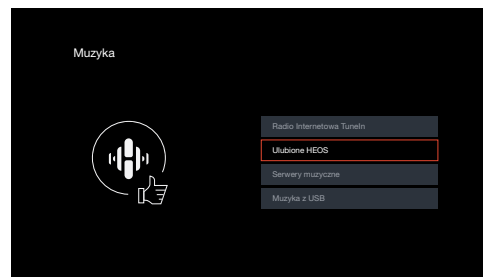 Muzyka
Radio Internetowa TuneIn
Ulubione HEOS
Serwery muzyczne
Muzyka z USB